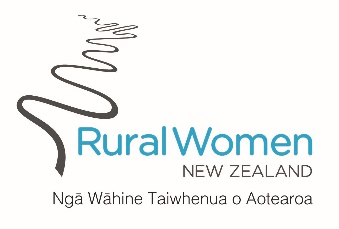 Rural Women
NEW ZEALAND
Ngā Wāhine Taiwhenua o Aotearoa